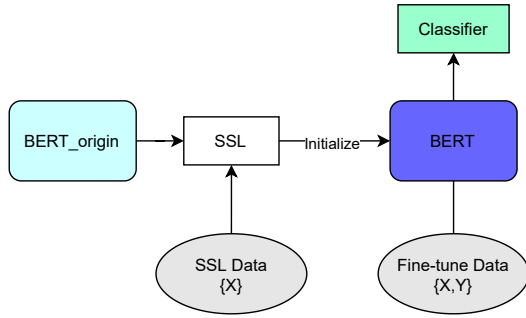 Classifier
BERT_origin
SSL
Initialize
BERT
SSL Data
{X}
Fine-tune Data
{X,Y}